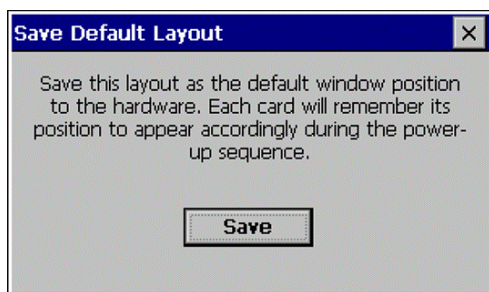 Save Default Layout
Save this layout as the default window position
to the hardware. Each card will remember its
position to appear accordingly during the power-
up sequence.
Save